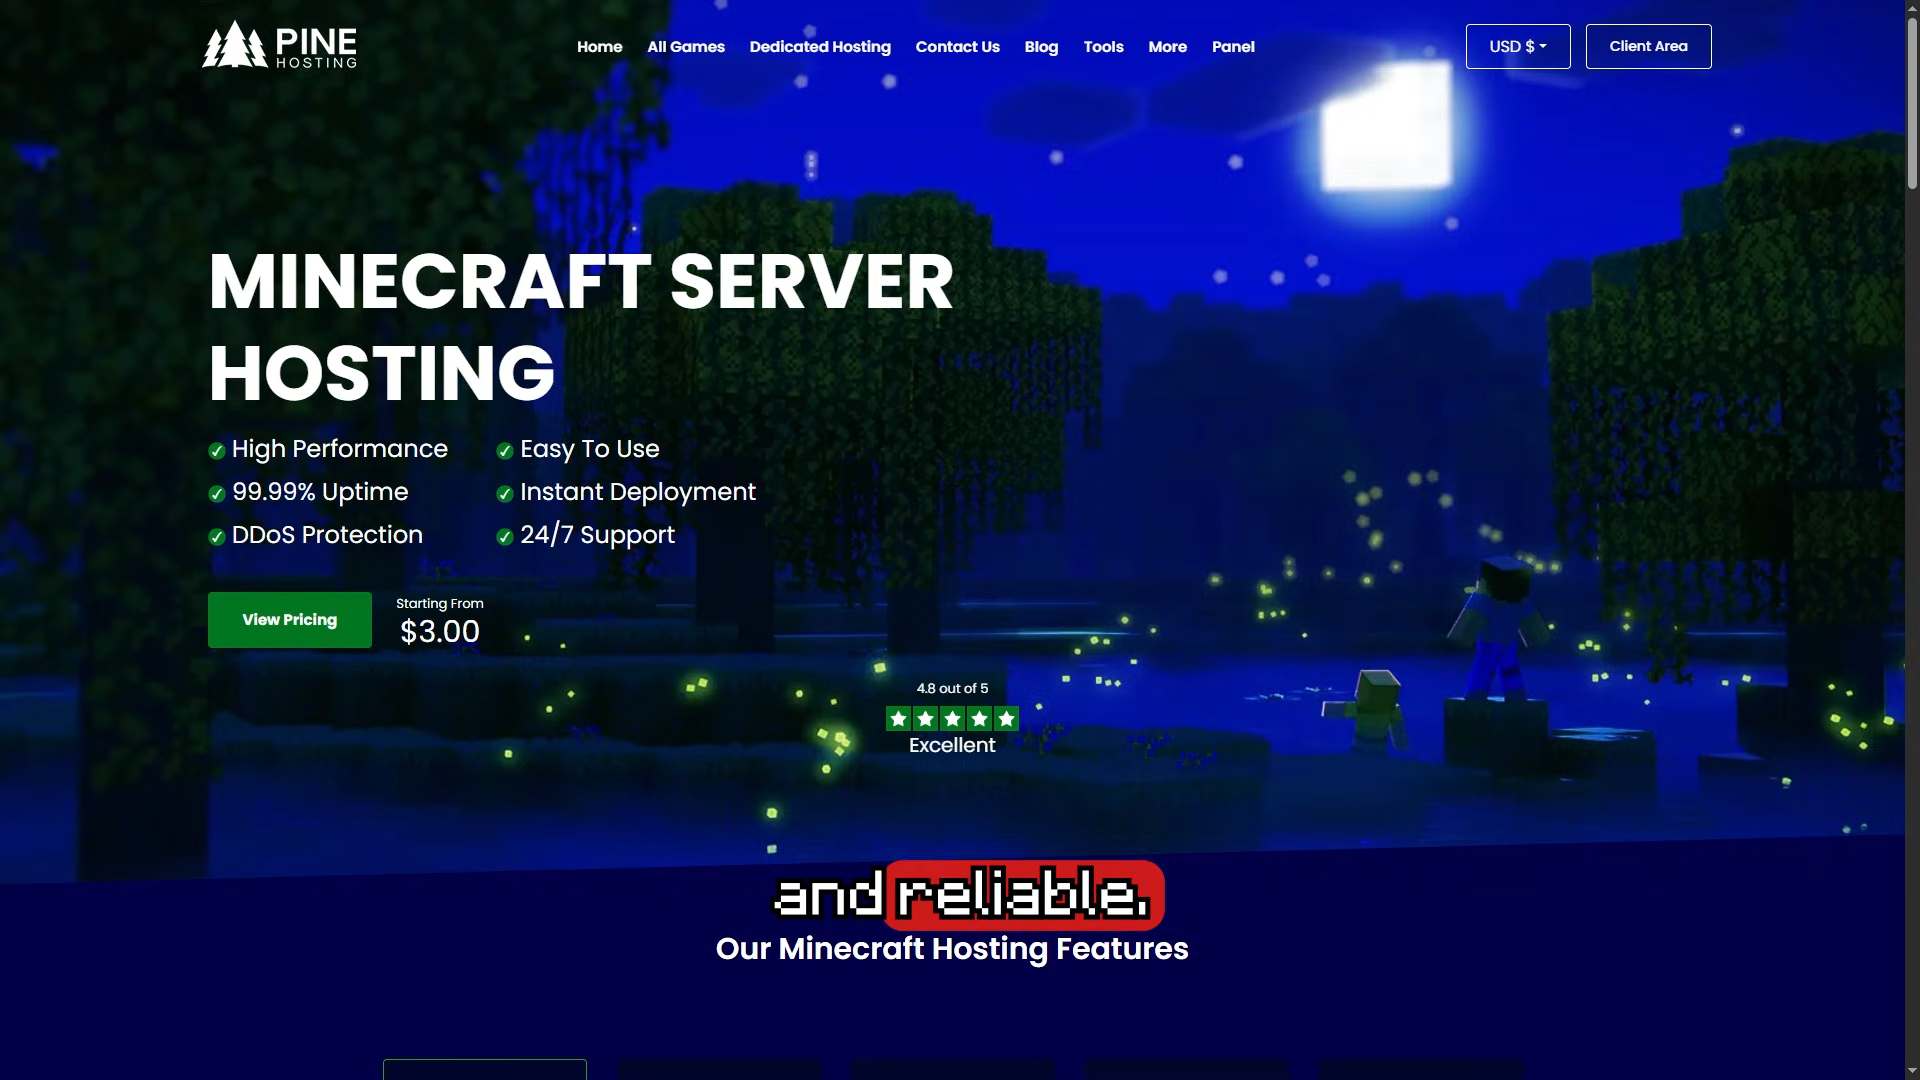 PINE
HOSTING
Home
All Games
Dedicated Hosting
Contact Us
Blog
Tools
More
Panel
USD $
Client Area
MINECRAFT SERVER
HOSTING
High Performance
Easy To Use
99.99% Uptime
Instant Deployment
DDoS Protection
24/7 Support
View Pricing
Starting From
$3.00
4.8 out of 5
Excellent
and reliable.
Our Minecraft Hosting Features